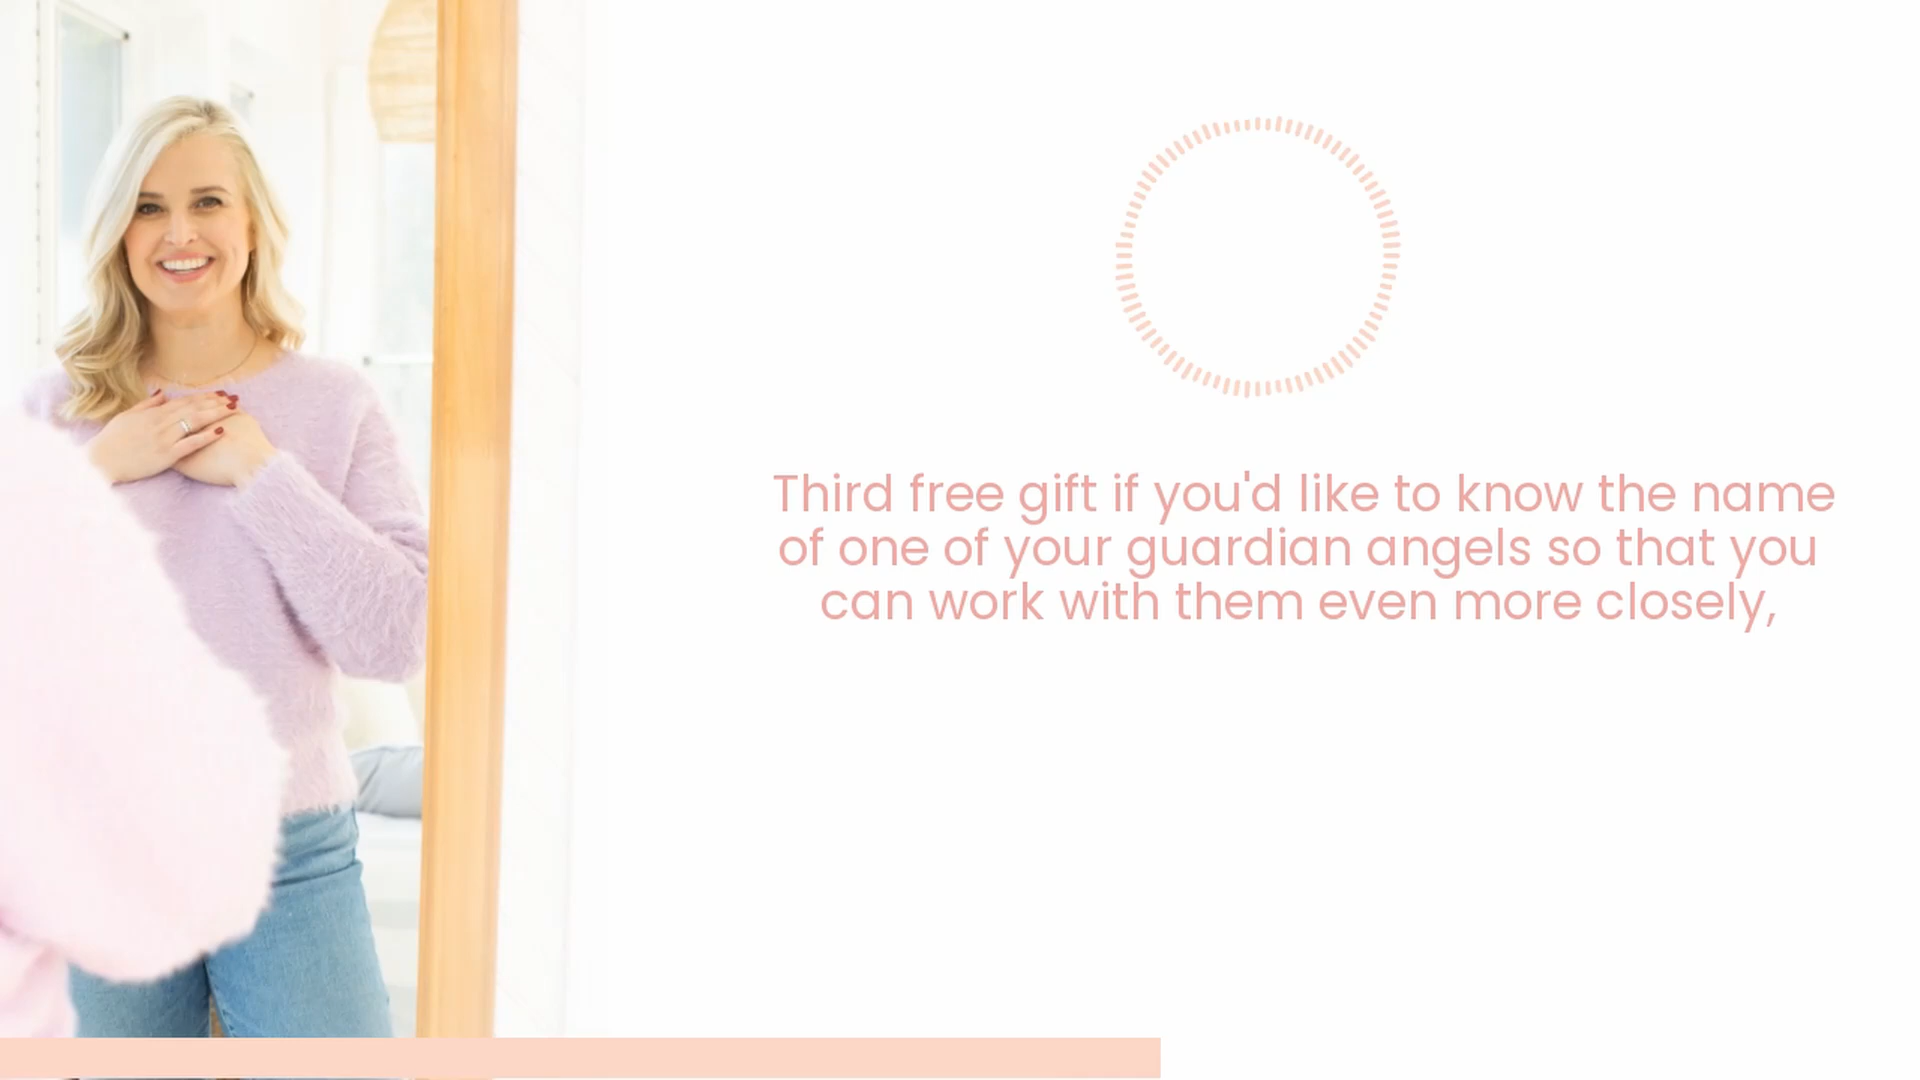 Third free gift if you'd like to know the name
of one of your guardian angels so that you
can work with them even more closely,